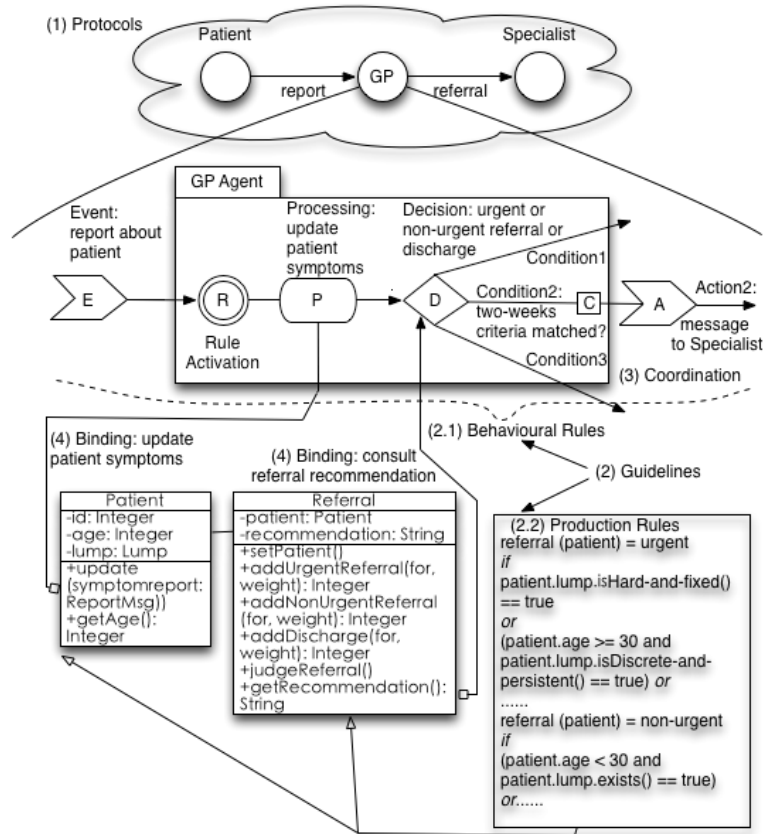 (1) Protocols
Patient
Specialist
GP
report
referral
GP Agent
Event:
report about
patient
Processing:
update
patient
symptoms
Decision: urgent or
non-urgent referral or
discharge
Condition1
E
R
P
D
Condition2:
two-weeks
criteria matched?
C
A
Action2:
message
to Specialist
Rule
Activation
Condition3
(3) Coordination
(4) Binding: update
patient symptoms
(4) Binding: consult
referral recommendation
(2.1) Behavioural Rules
(2) Guidelines
Patient
-id: Integer
-age: Integer
-lump: Lump
+update
(symptomreport:
ReportMsg))
+getAge():
Integer
Referral
-patient: Patient
-recommendation: String
+setPatient()
+addUrgentReferral(for,
weight): Integer
+addNonUrgentReferral
(for, weight): Integer
+addDischarge(for,
weight): Integer
+judgeReferral()
+getRecommendation():
String
(2.2) Production Rules
referral (patient) = urgent
if
patient.lump.isHard-and-fixed()
== true
or
(patient.age >= 30 and
patient.lump.isDiscrete-and-
persistent() == true) or
......
referral (patient) = non-urgent
if
(patient.age < 30 and
patient.lump.exists() == true)
or......